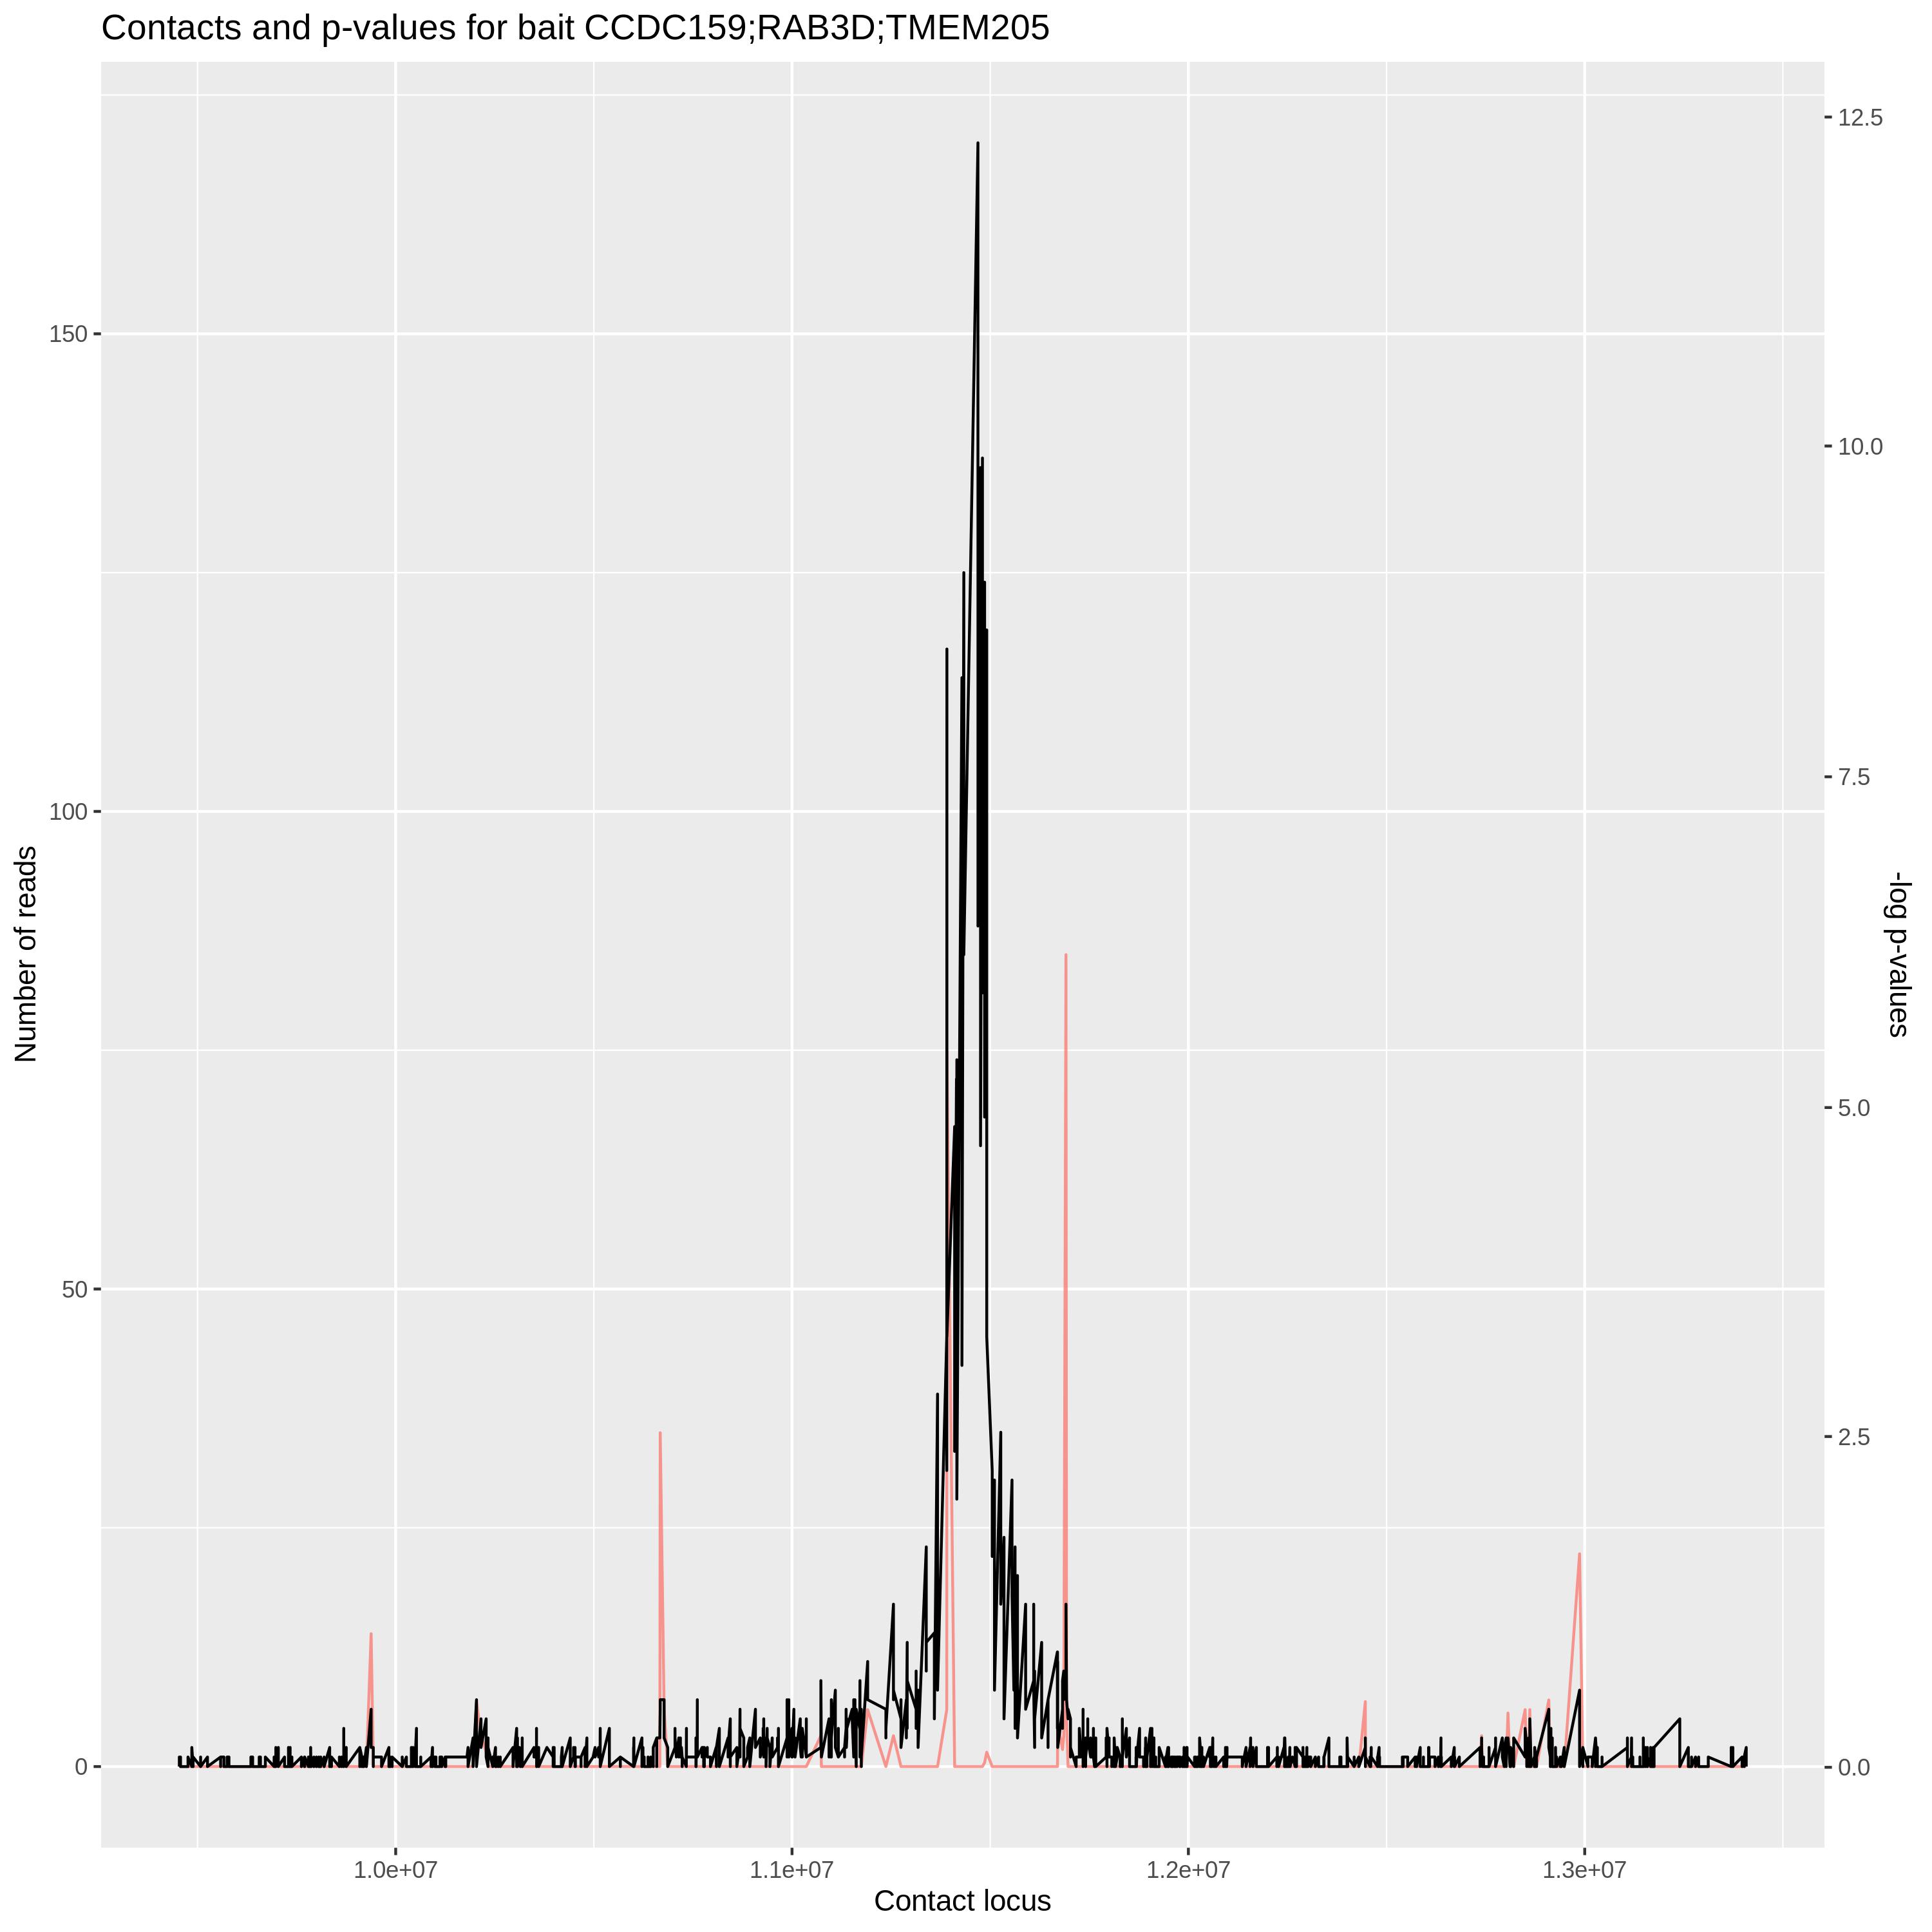 Contacts and p-values for bait CCDC159;RAB3D;TMEM205
150
100
50
0
Number of reads
12.5
10.0
7.5
5.0
2.5
0.0
-log p-values
1.0e+07
1.1e+07
1.2e+07
1.3e+07
Contact locus